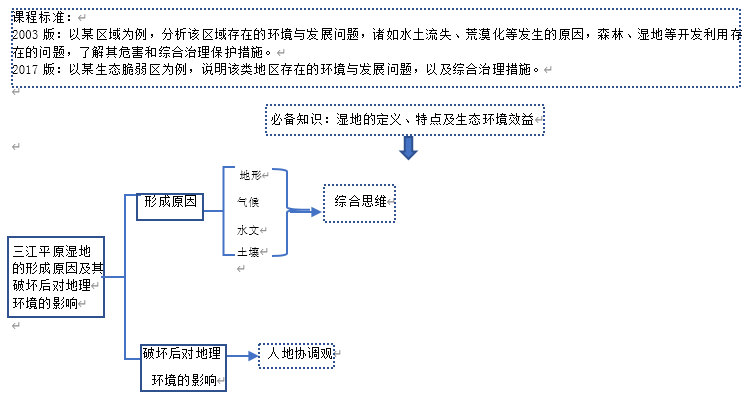 课程标准：
2003 版：以某区域为例，分析该区域存在的环境与发展问题，诸如水土流失、荒漠化等发生的原因，森林、湿地等开发利用存
在的问题，了解其危害和综合治理保护措施。
2017 版：以某生态脆弱区为例，说明该类地区存在的环境与发展问题，以及综合治理措施。
必备知识：湿地的定义、特点及生态环境效益
地形
形成原因
气候
综合思维
水文
土壤
三江平原湿地
的形成原因及其
破坏后对地理
环境的影响
破坏后对地理
环境的影响
人地协调观